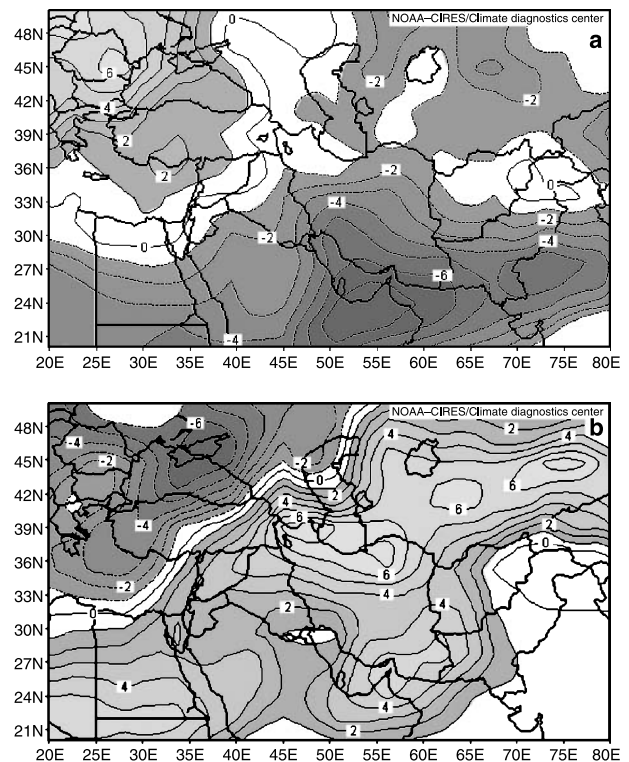 NOAA–CIRES/Climate diagnostics center
a
48N
45N
42N
39N
36N
33N
30N
27N
24N
21N
0
6
4
2
2
0
-2
-2
-2
-4
-2
-4
-6
0
-2
-4
-4
20E 25E 30E 35E 40E 45E 50E 55E 60E 65E 70E 75E 80E
NOAA–CIRES/Climate diagnostics center
b
48N
45N
42N
39N
36N
33N
30N
27N
24N
21N
-6
-4
-2
-4
-2
0
-2
0
2
4
6
4
2
4
6
6
2
0
6
4
4
2
4
4
2
20E 25E 30E 35E 40E 45E 50E 55E 60E 65E 70E 75E 80E